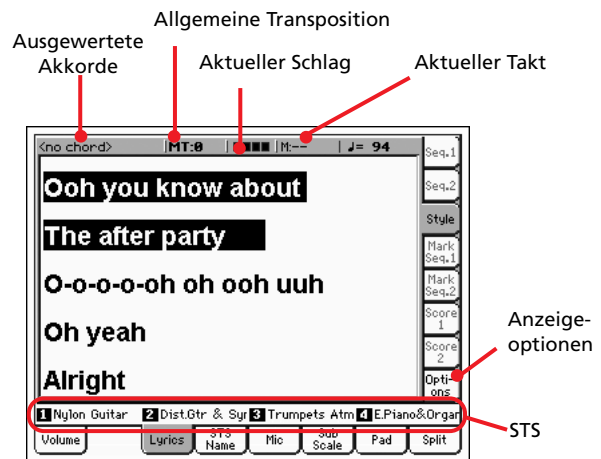 Allgemeine Transposition
Ausgewertete
Akkorde
Aktueller Schlag
Aktueller Takt
<no chord> MT:0 M:-- ♩= 94
Seq.1
Ooh you know about
Seq.2
The after party
Style
Mark
Seq.1
O-o-o-o-oh oh ooh uuh
Mark
Seq.2
Oh yeah
Score
1
Score
2
Anzeige-
optionen
Alright
Opti-
ons
1 Nylon Guitar 2 Dist.Gtr & Syr 3 Trumpets Atm 4 E.Piano&Organ
STS
Volume
Lyrics
STS
Name
Mic
Sub
Scale
Pad
Split